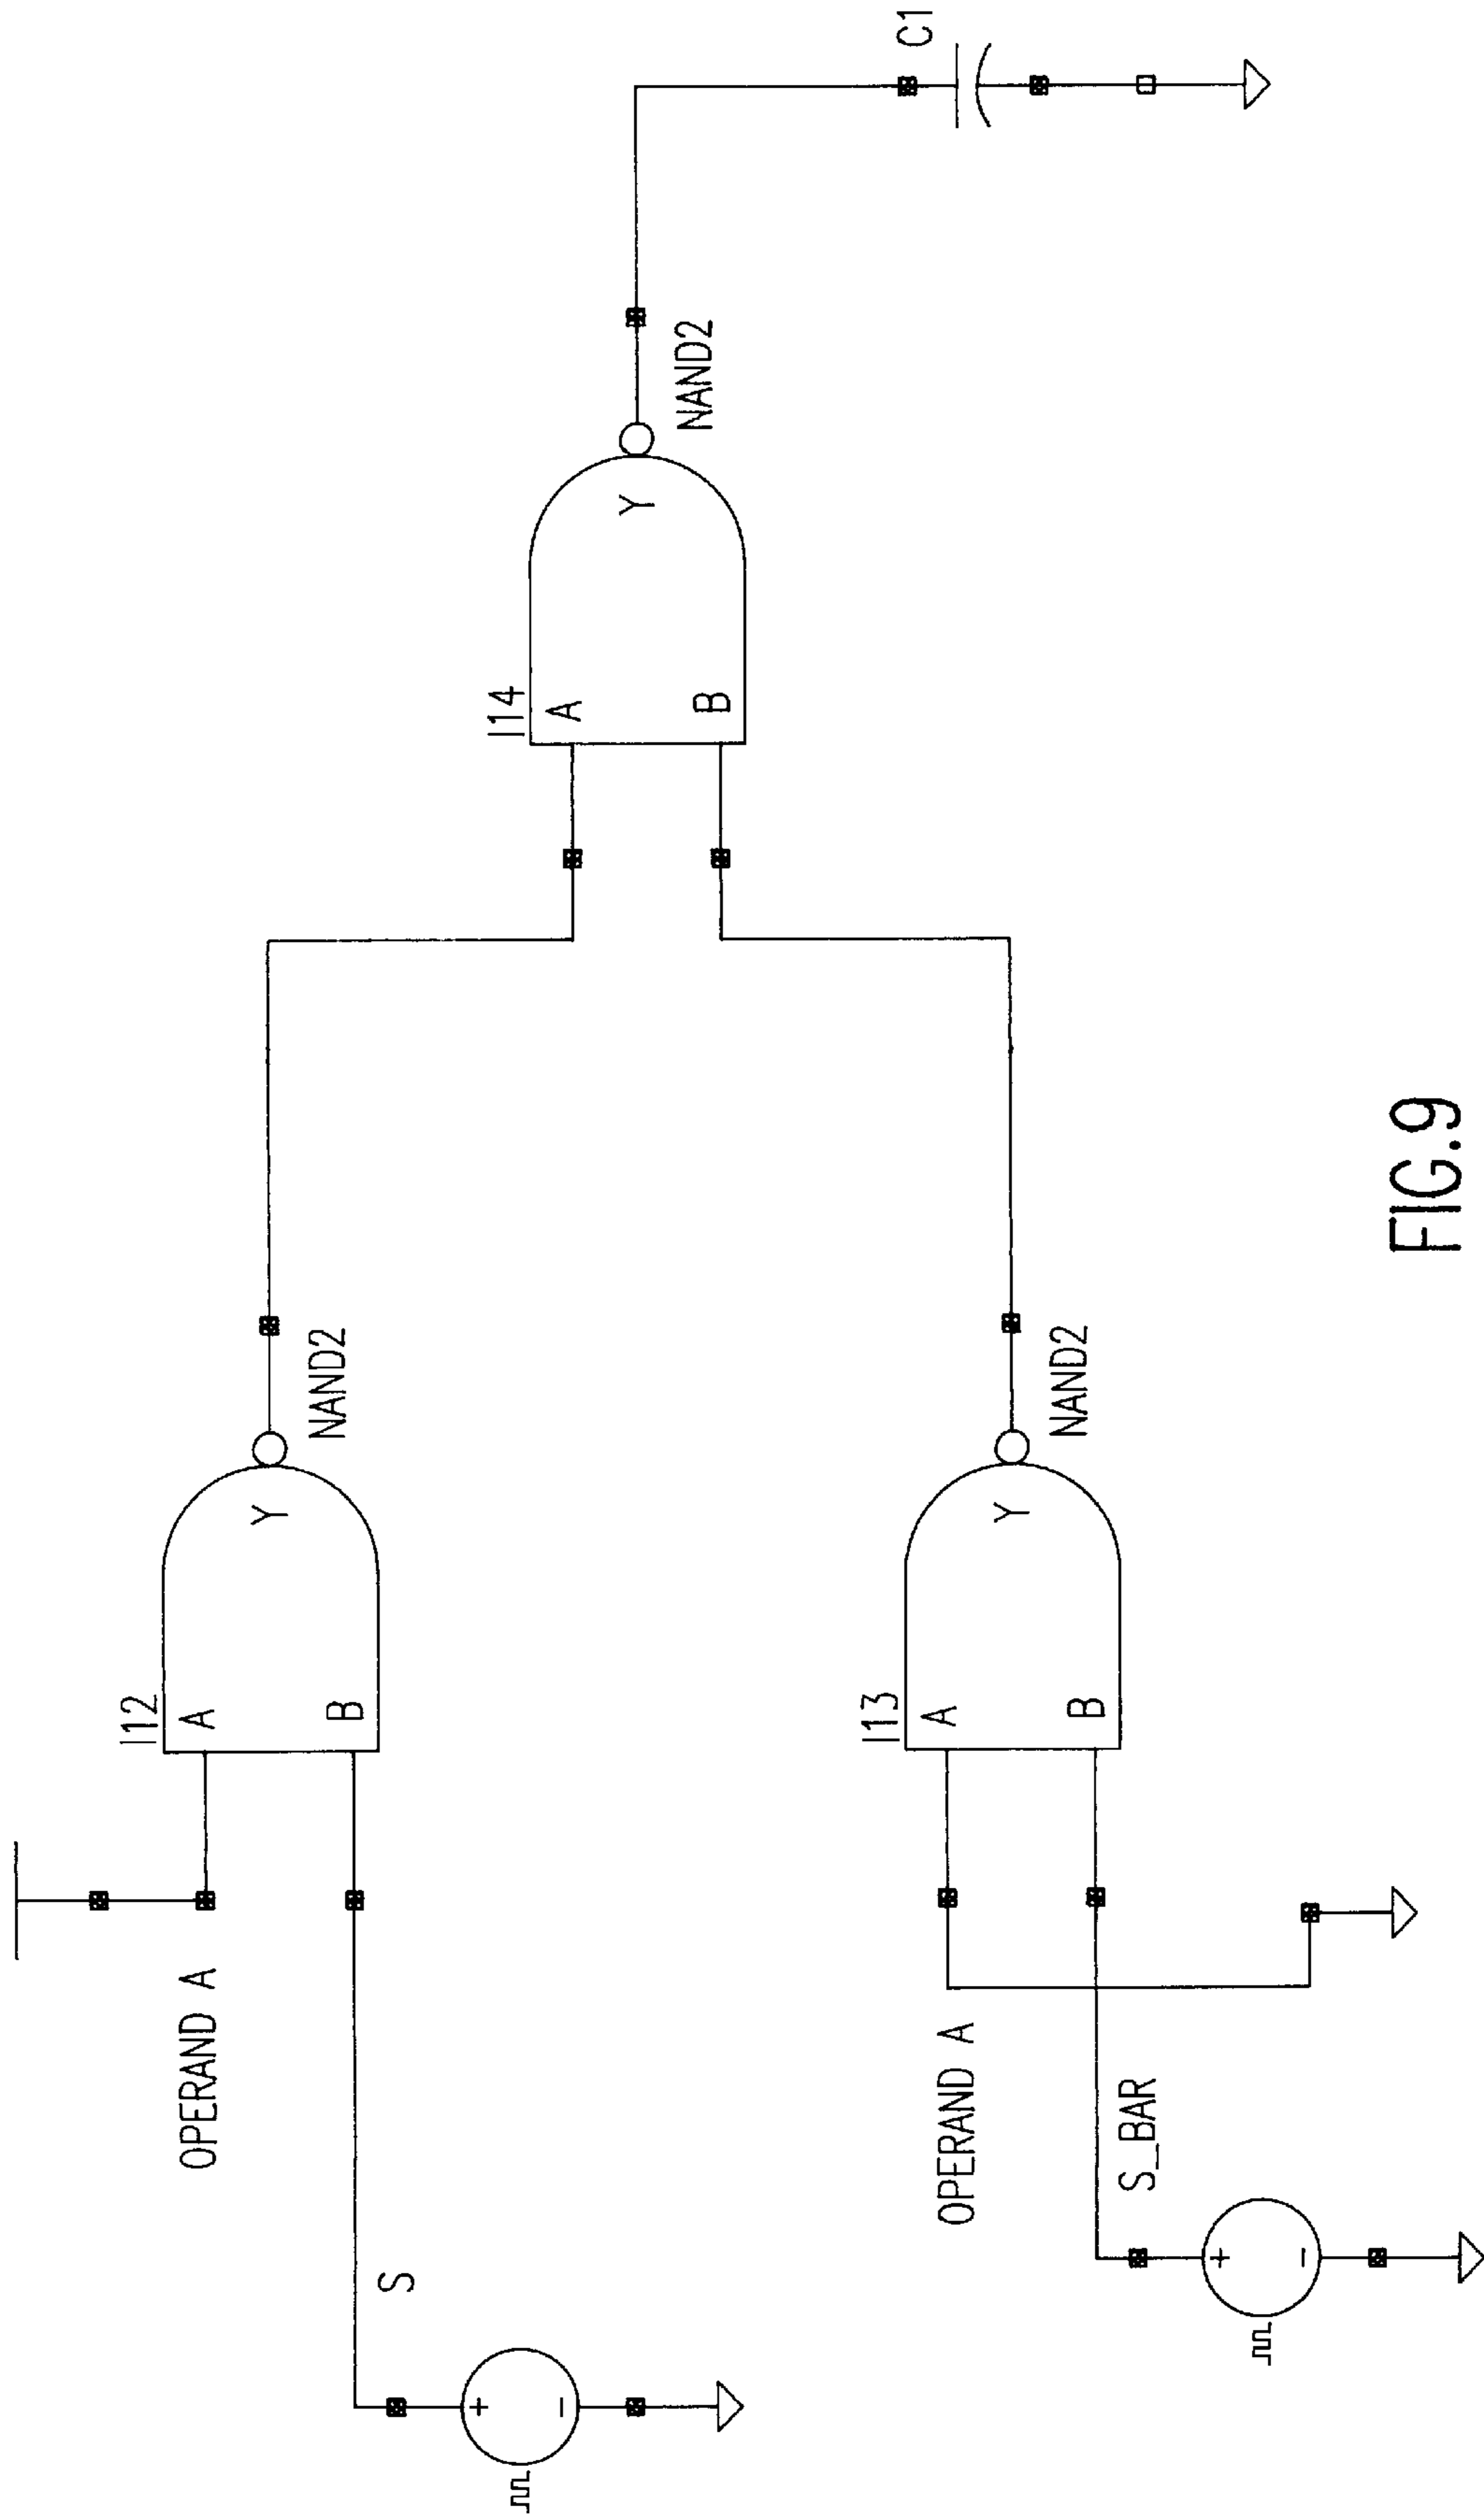 I12
A
B
Y
NAND2
OPERAND A
S
+
−
I14
A
B
Y
NAND2
C1
I13
A
B
Y
NAND2
OPERAND A
S_BAR
+
−
FIG.9